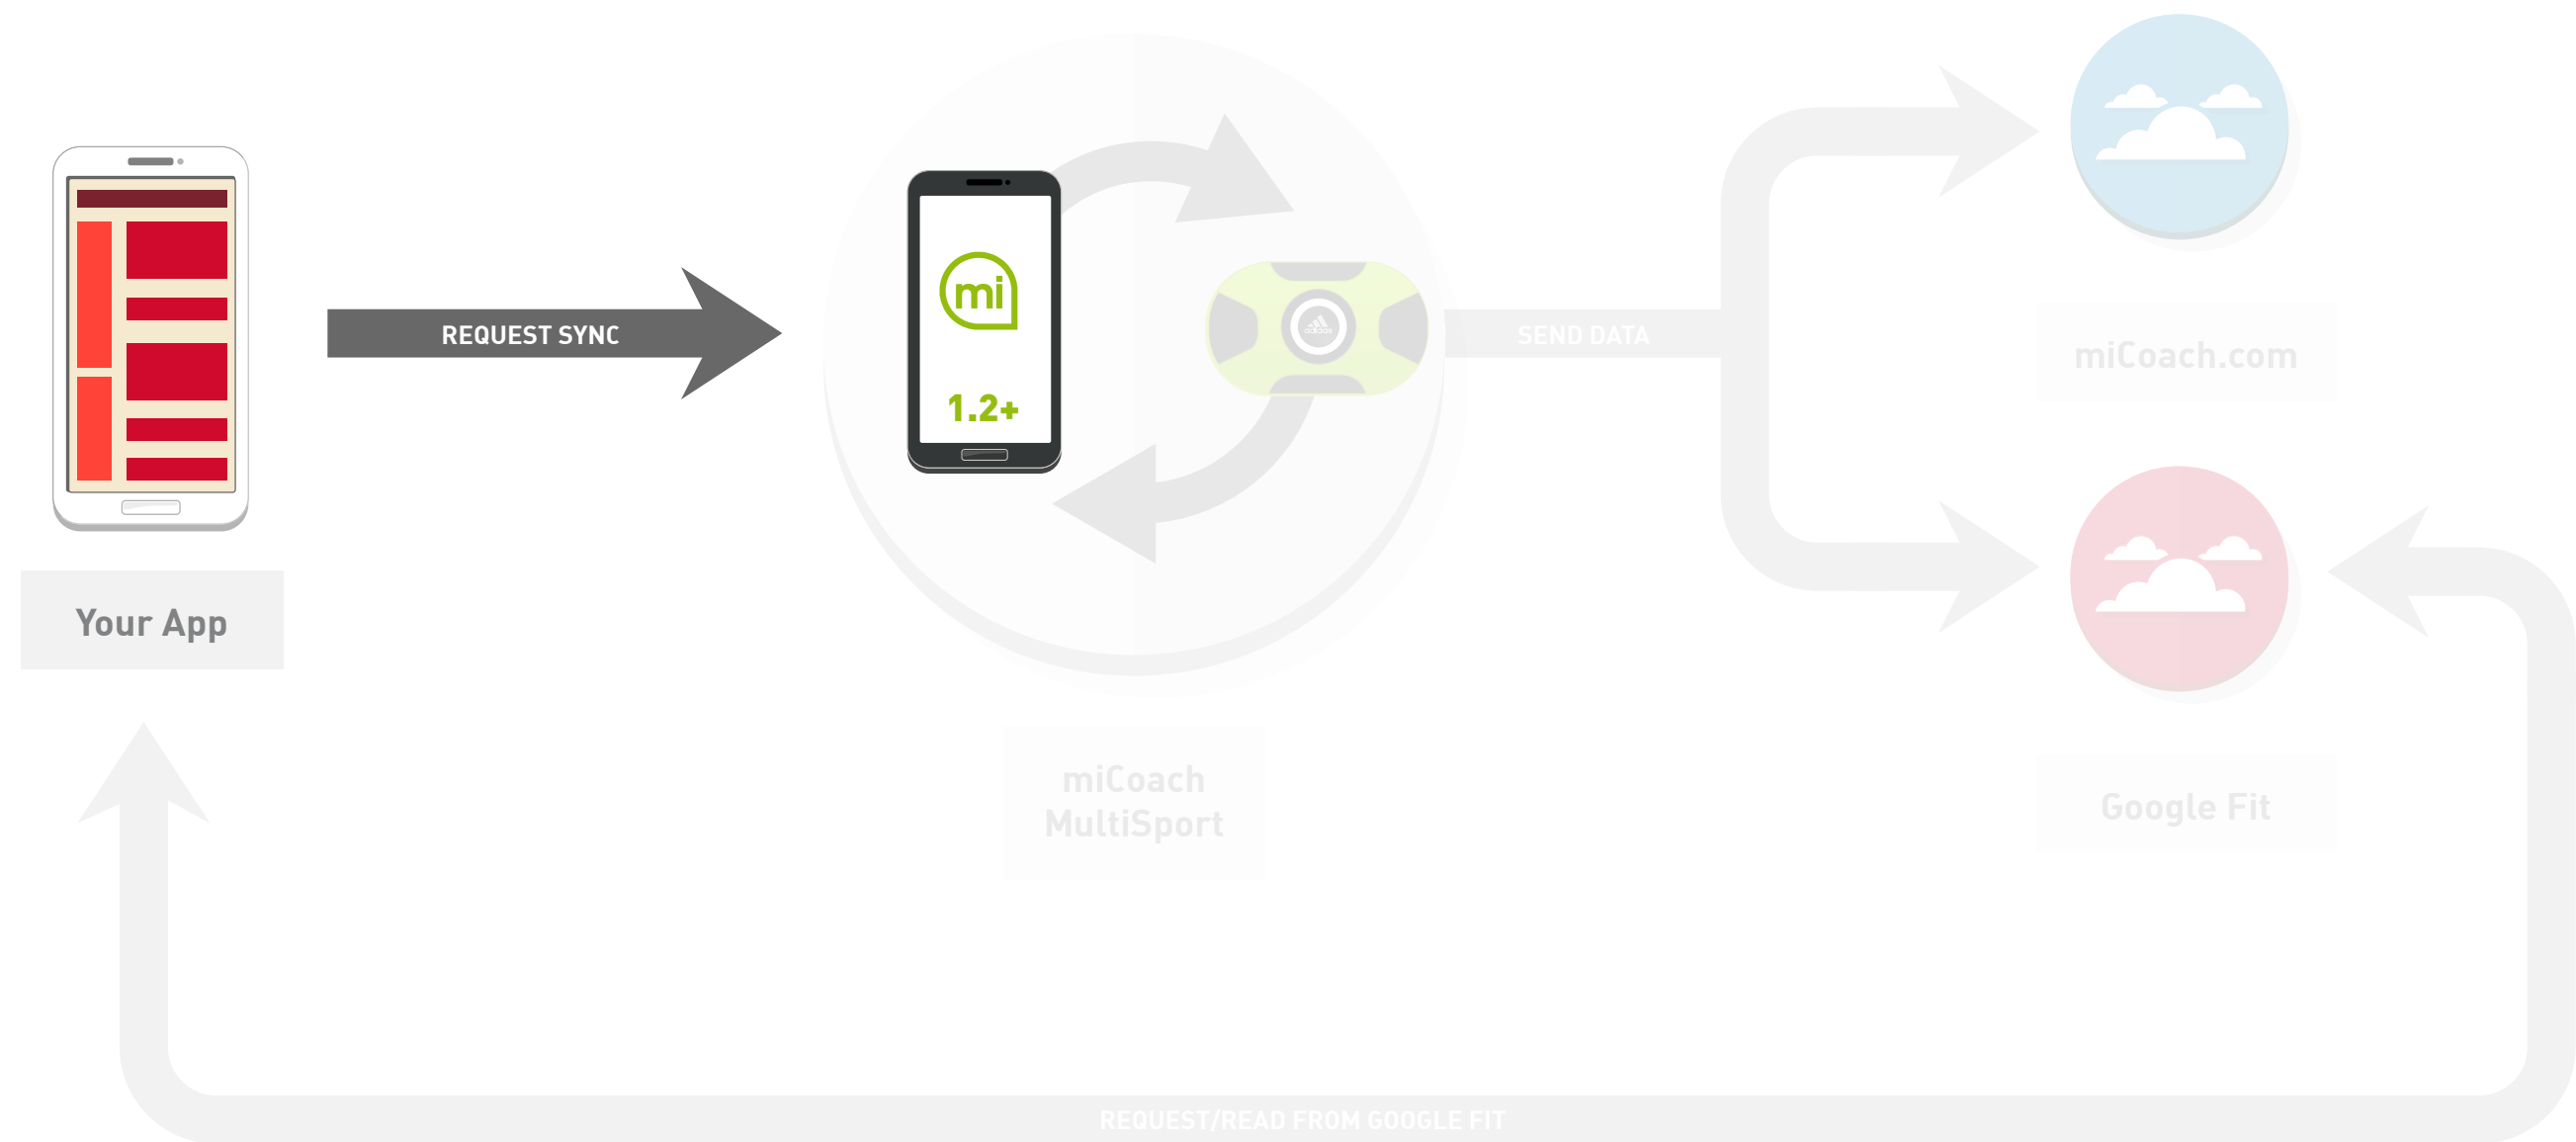 REQUEST SYNC
mi
1.2+
adidas
SEND DATA
miCoach.com
Your App
miCoach
MultiSport
Google Fit
REQUEST/READ FROM GOOGLE FIT